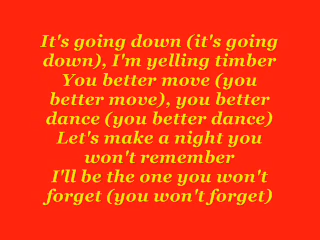 It's going down (it's going
down), I'm yelling timber
You better move (you
better move), you better
dance (you better dance)
Let's make a night you
won't remember
I'll be the one you won't
forget (you won't forget)